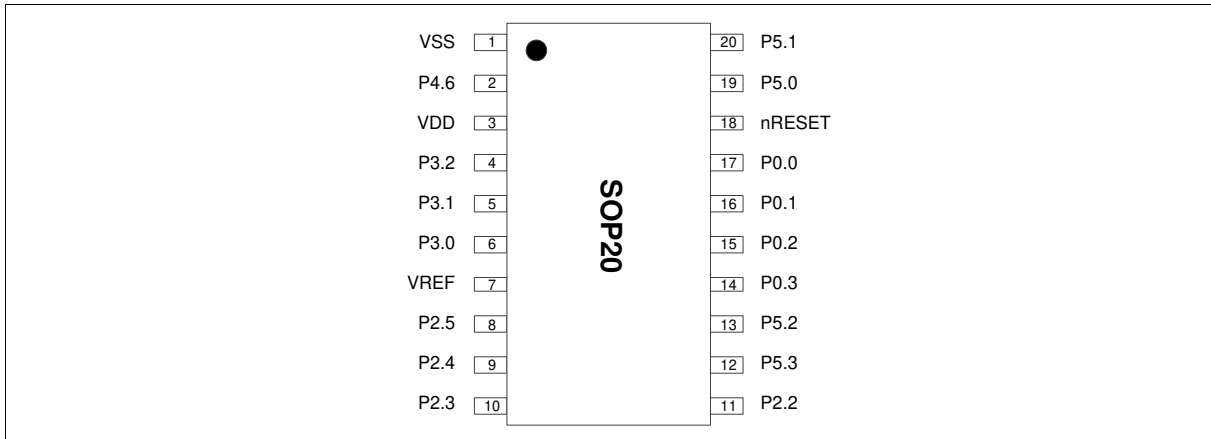 VSS 1 20 P5.1
P4.6 2 19 P5.0
VDD 3 18 nRESET
P3.2 4 17 P0.0
P3.1 5 16 P0.1
P3.0 6 15 P0.2
VREF 7 14 P0.3
P2.5 8 13 P5.2
P2.4 9 12 P5.3
P2.3 10 11 P2.2
SOP20